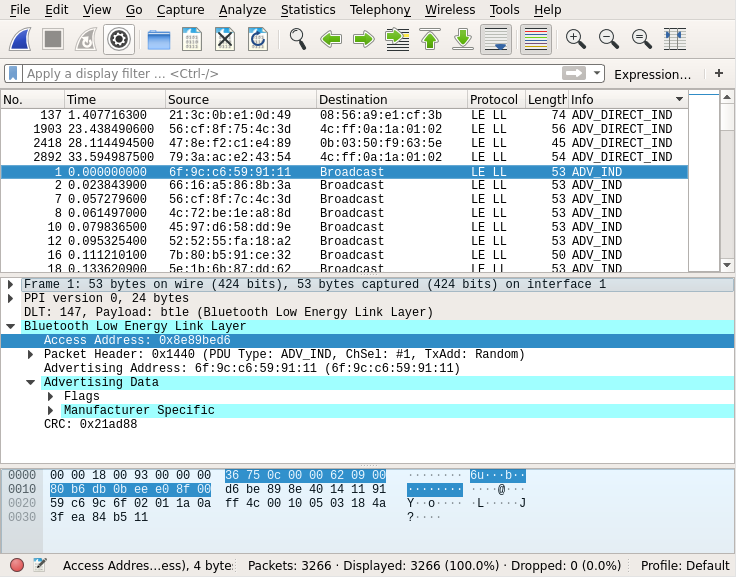 File Edit View Go Capture Analyze Statistics Telephony Wireless Tools Help
Apply a display filter ... <Ctrl-/> Expression... +
No. Time Source Destination Protocol Length Info
137 1.407716300 21:3c:0b:e1:0d:49 08:56:a9:e1:cf:3b LE LL 74 ADV_DIRECT_IND
1903 23.438490600 56:cf:8f:75:4c:3d 4c:ff:0a:1a:01:02 LE LL 56 ADV_DIRECT_IND
2418 28.114494500 47:8e:f2:c1:e4:89 0b:03:50:f9:63:5e LE LL 45 ADV_DIRECT_IND
2892 33.594987500 79:3a:ac:e2:43:54 4c:ff:0a:1a:01:02 LE LL 54 ADV_DIRECT_IND
1 0.000000000 6f:9c:c6:59:91:11 Broadcast LE LL 53 ADV_IND
2 0.023843900 66:16:a5:86:8b:3a Broadcast LE LL 53 ADV_IND
7 0.057279600 56:cf:8f:7c:4c:3d Broadcast LE LL 53 ADV_IND
8 0.061497000 4c:72:be:1e:a8:8d Broadcast LE LL 53 ADV_IND
10 0.079836500 45:97:d6:58:dd:9e Broadcast LE LL 53 ADV_IND
12 0.095325400 52:52:55:fa:18:a2 Broadcast LE LL 53 ADV_IND
16 0.111210100 7b:80:b5:91:ce:32 Broadcast LE LL 50 ADV_IND
18 0.133620900 5e:1b:6b:87:dd:62 Broadcast LE LL 53 ADV_IND
Frame 1: 53 bytes on wire (424 bits), 53 bytes captured (424 bits) on interface 1
PPI version 0, 24 bytes
DLT: 147, Payload: btle (Bluetooth Low Energy Link Layer)
Bluetooth Low Energy Link Layer
Access Address: 0x8e89bed6
Packet Header: 0x1440 (PDU Type: ADV_IND, ChSel: #1, TxAdd: Random)
Advertising Address: 6f:9c:c6:59:91:11 (6f:9c:c6:59:91:11)
Advertising Data
Flags
Manufacturer Specific
CRC: 0x21ad88
0000 00 00 18 00 93 00 00 00 36 75 0c 00 00 62 09 00 ········ 6u···b··
0010 80 b6 db 0b ee e0 8f 00 d6 be 89 8e 40 14 11 91 ········ ····@···
0020 59 c6 9c 6f 02 01 1a 0a ff 4c 00 10 05 03 18 4a Y··o···· ·L·····J
0030 3f ea 84 b5 11 ?····
Access Addres...ess), 4 byte Packets: 3266 · Displayed: 3266 (100.0%) · Dropped: 0 (0.0%) Profile: Default